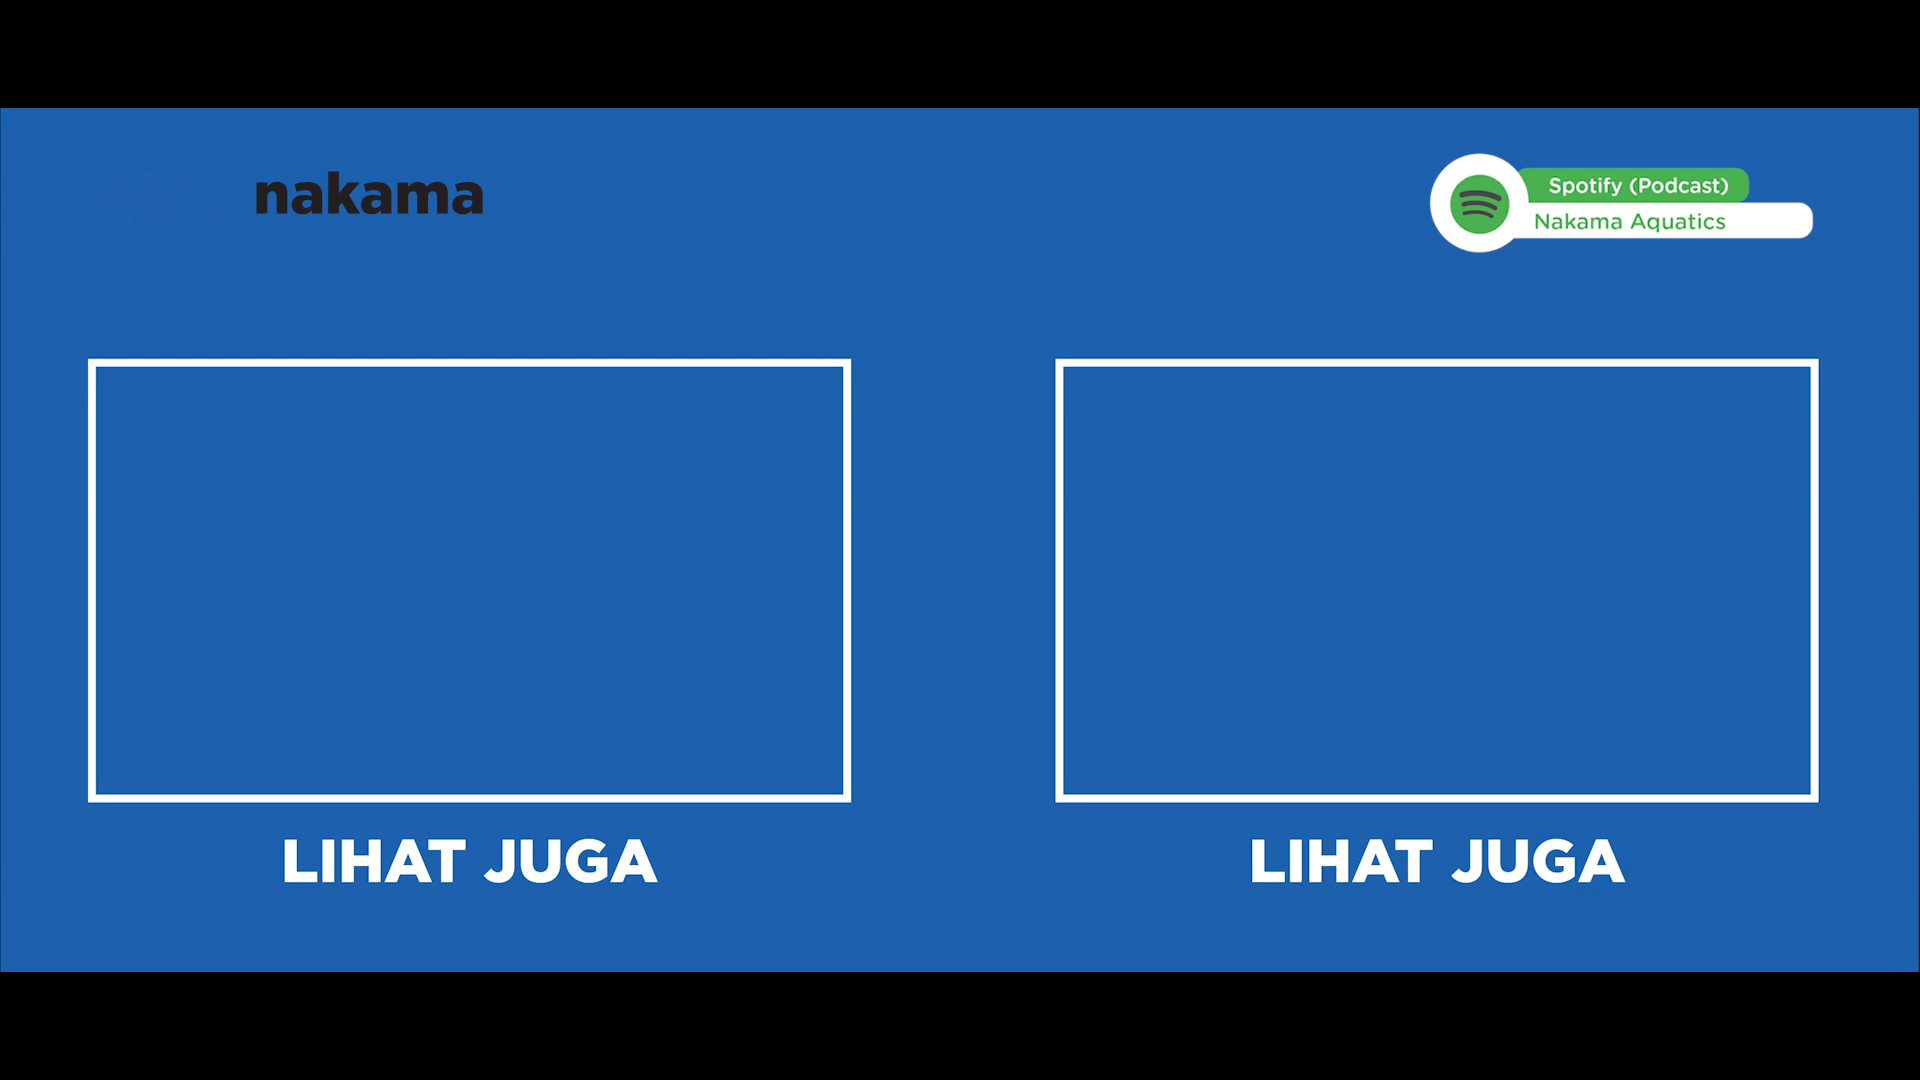 nakama
Spotify (Podcast)
Nakama Aquatics
LIHAT JUGA
LIHAT JUGA